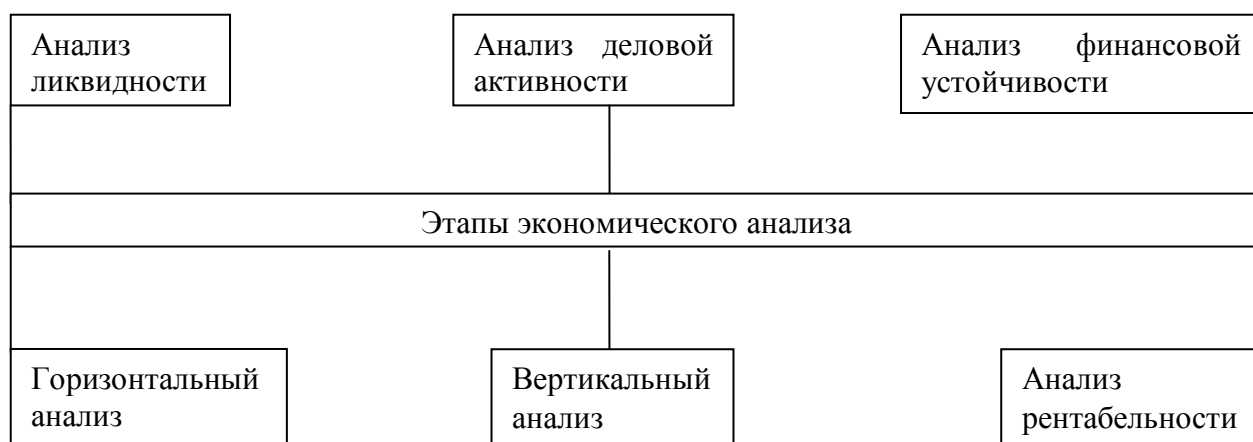 Анализ
ликвидности
Анализ деловой
активности
Анализ финансовой
устойчивости
Этапы экономического анализа
Горизонтальный
анализ
Вертикальный
анализ
Анализ
рентабельности